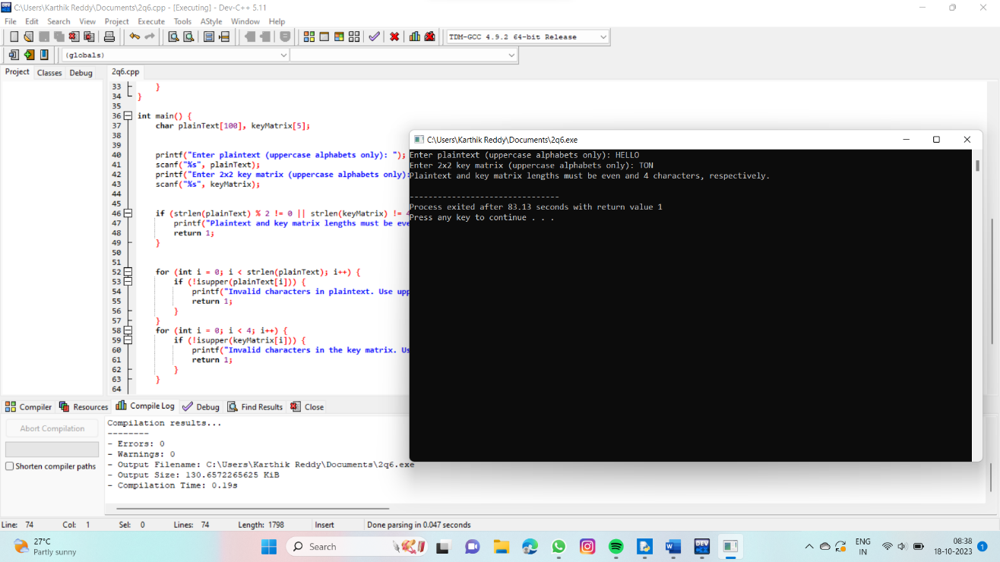 C:\Users\Karthik Reddy\Documents\2q6.cpp - [Executing] - Dev-C++ 5.11
File Edit Search View Project Execute Tools AStyle Window Help
TDM-GCC 4.9.2 64-bit Release
(globals)
Project Classes Debug
2q6.cpp
33 }
34 }
35
36 int main() {
37 char plainText[100], keyMatrix[5];
38
39
40 printf("Enter plaintext (uppercase alphabets only): ");
41 scanf("%s", plainText);
42 printf("Enter 2x2 key matrix (uppercase alphabets only):
43 scanf("%s", keyMatrix);
44
45
46 if (strlen(plainText) % 2 != 0 || strlen(keyMatrix) != 4
47 printf("Plaintext and key matrix lengths must be eve
48 return 1;
49 }
50
51
52 for (int i = 0; i < strlen(plainText); i++) {
53 if (!isupper(plainText[i])) {
54 printf("Invalid characters in plaintext. Use upp
55 return 1;
56 }
57 }
58 for (int i = 0; i < 4; i++) {
59 if (!isupper(keyMatrix[i])) {
60 printf("Invalid characters in the key matrix. Us
61 return 1;
62 }
63 }
64
C:\Users\Karthik Reddy\Documents\2q6.exe
Enter plaintext (uppercase alphabets only): HELLO
Enter 2x2 key matrix (uppercase alphabets only): TON
Plaintext and key matrix lengths must be even and 4 characters, respectively.
--------------------------------
Process exited after 83.13 seconds with return value 1
Press any key to continue . . .
Compiler Resources Compile Log Debug Find Results Close
Abort Compilation
Shorten compiler paths
Compilation results...
--------
- Errors: 0
- Warnings: 0
- Output Filename: C:\Users\Karthik Reddy\Documents\2q6.exe
- Output Size: 130.6572265625 KiB
- Compilation Time: 0.19s
Line: 74 Col: 1 Sel: 0 Lines: 74 Length: 1798 Insert Done parsing in 0.047 seconds
27°C
Partly sunny
Search
DEV
ENG
IN
08:38
18-10-2023
1